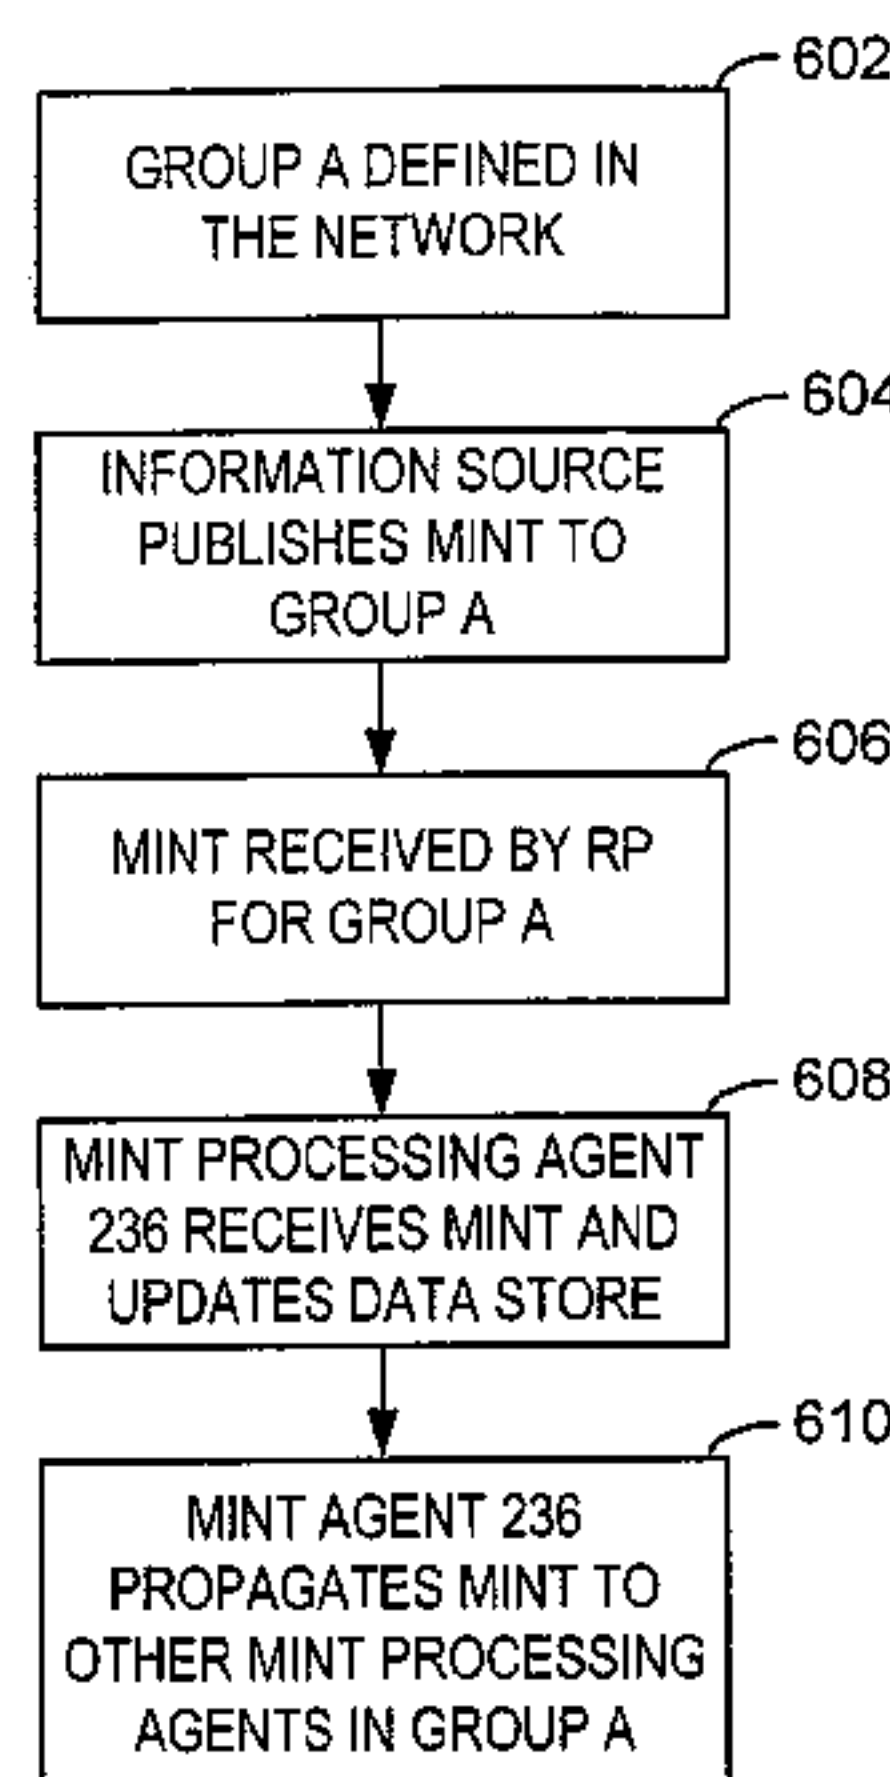 602
GROUP A DEFINED IN
THE NETWORK
604
INFORMATION SOURCE
PUBLISHES MINT TO
GROUP A
606
MINT RECEIVED BY RP
FOR GROUP A
608
MINT PROCESSING AGENT
236 RECEIVES MINT AND
UPDATES DATA STORE
610
MINT AGENT 236
PROPAGATES MINT TO
OTHER MINT PROCESSING
AGENTS IN GROUP A